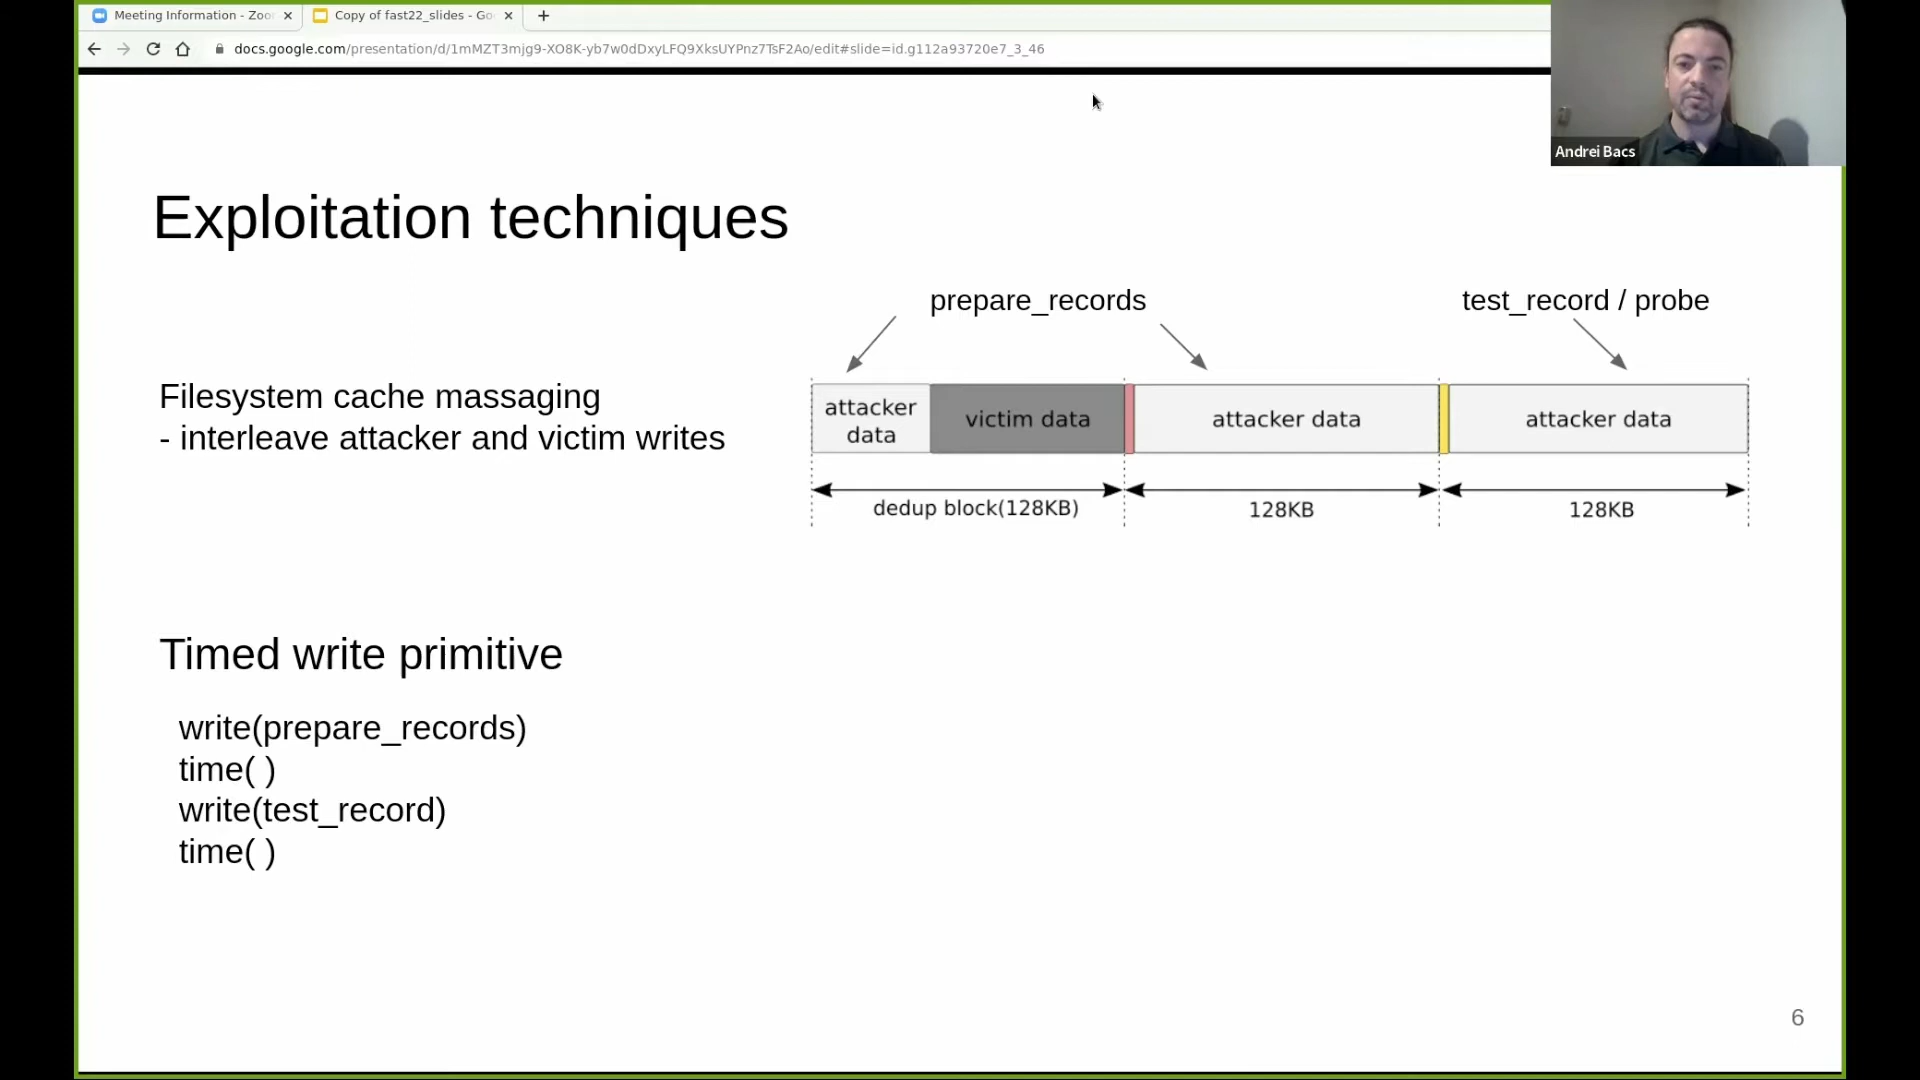 Meeting Information - Zoo
Copy of fast22_slides - Go
docs.google.com/presentation/d/1mMZT3mjg9-XO8K-yb7w0dDxyLFQ9XksUYPnz7TsF2Ao/edit#slide=id.g112a93720e7_3_46
Andrei Bacs
Exploitation techniques
prepare_records
test_record / probe
Filesystem cache massaging
- interleave attacker and victim writes
attacker
data
victim data
attacker data
attacker data
dedup block(128KB)
128KB
128KB
Timed write primitive
write(prepare_records)
time( )
write(test_record)
time( )
6